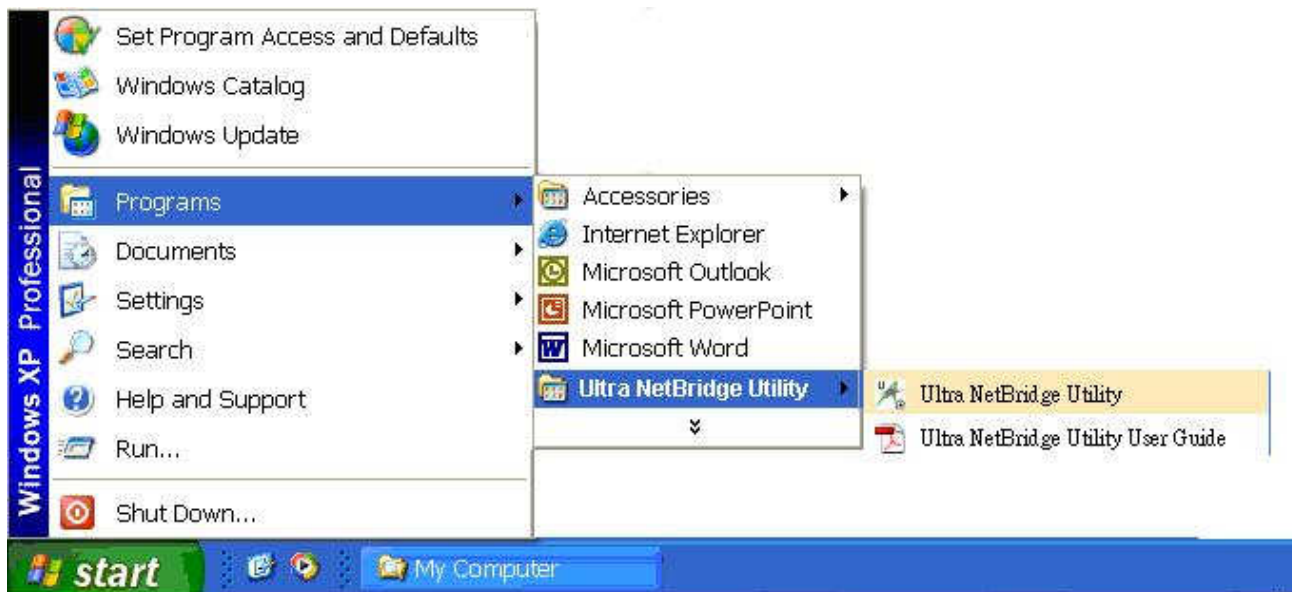 Windows XP Professional
Set Program Access and Defaults
Windows Catalog
Windows Update
Programs
Documents
Settings
Search
Help and Support
Run...
Shut Down...
Accessories
Internet Explorer
Microsoft Outlook
Microsoft PowerPoint
Microsoft Word
Ultra NetBridge Utility
Ultra NetBridge Utility
Ultra NetBridge Utility User Guide
start
My Computer